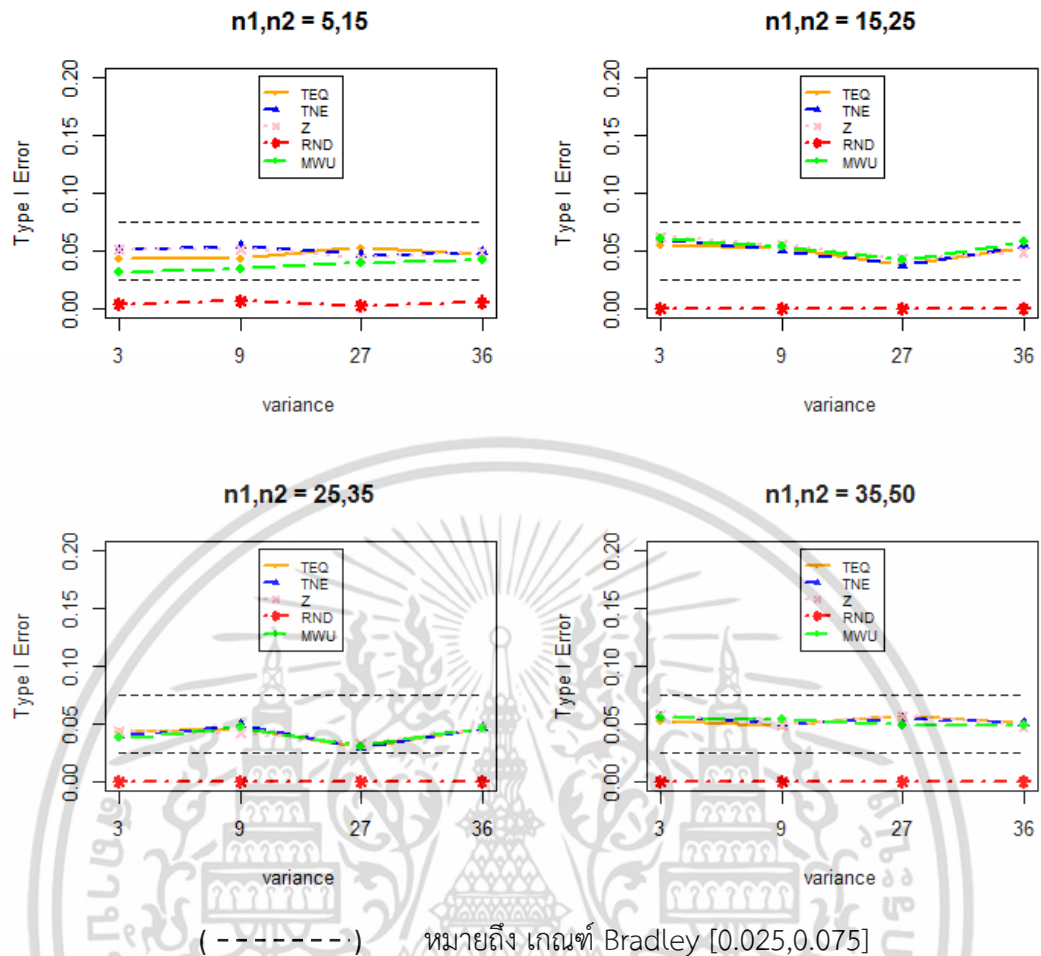 n1,n2 = 5,15
Type I Error
0.20
0.15
0.10
0.05
0.00
TEQ
TNE
Z
RND
MWU
3 9 27 36
variance
n1,n2 = 15,25
Type I Error
0.20
0.15
0.10
0.05
0.00
TEQ
TNE
Z
RND
MWU
3 9 27 36
variance
n1,n2 = 25,35
Type I Error
0.20
0.15
0.10
0.05
0.00
TEQ
TNE
Z
RND
MWU
3 9 27 36
variance
n1,n2 = 35,50
Type I Error
0.20
0.15
0.10
0.05
0.00
TEQ
TNE
Z
RND
MWU
3 9 27 36
variance
( - - - - - - - ) หมายถึง เกณฑ์ Bradley [0.025,0.075]